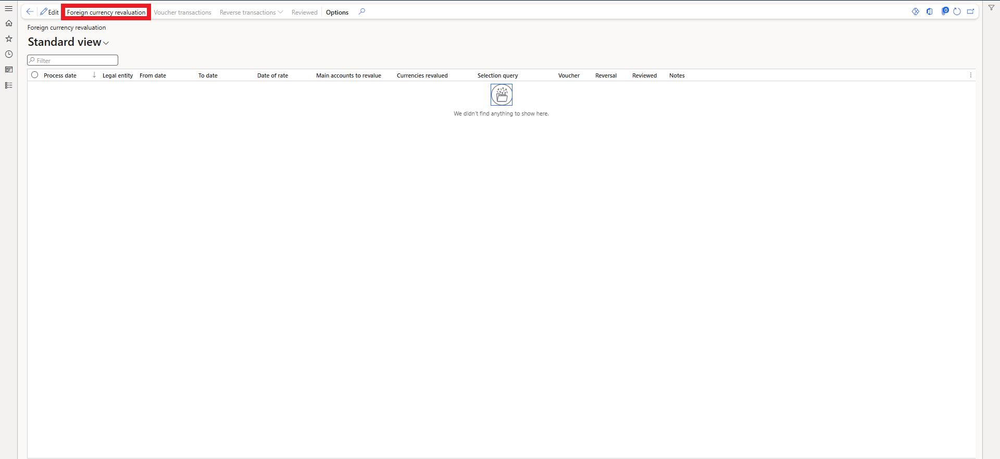 Edit Foreign currency revaluation Voucher transactions Reverse transactions Reviewed Options 0
Foreign currency revaluation
Standard view
Filter
Process date Legal entity From date To date Date of rate Main accounts to revalue Currencies revalued Selection query Voucher Reversal Reviewed Notes
We didn't find anything to show here.